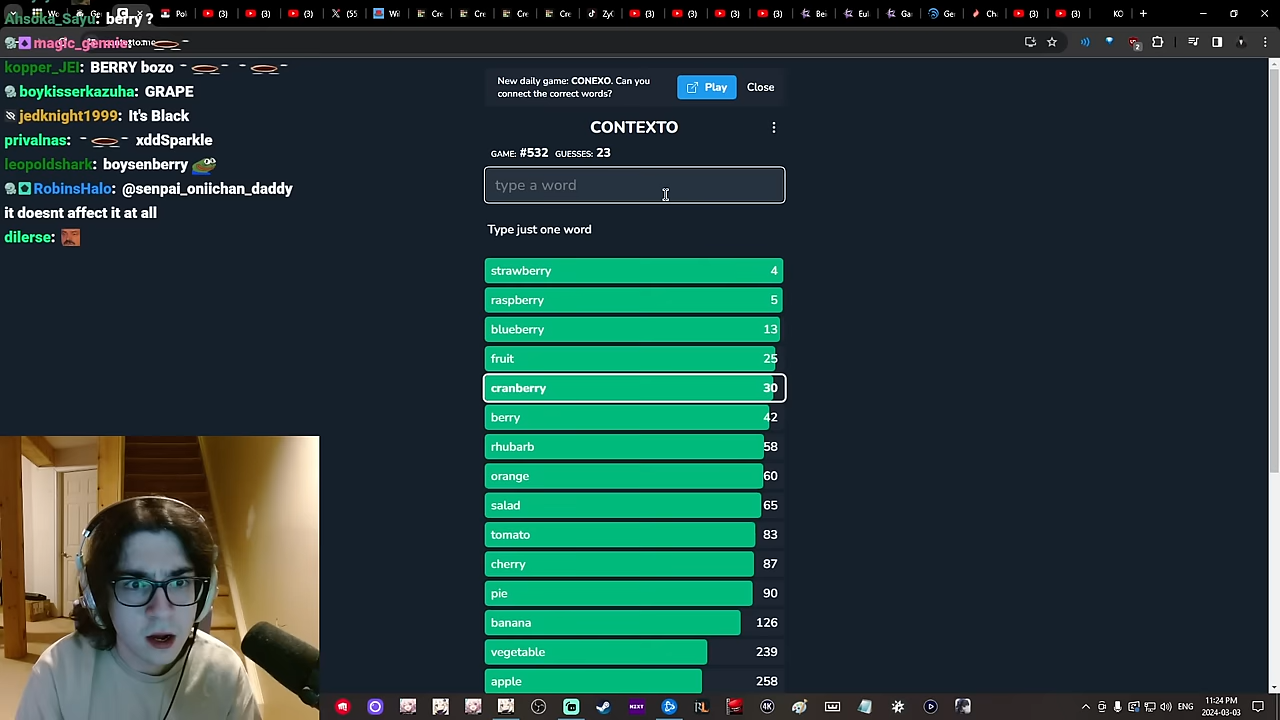 Ahsoka_Sayu: berry ?
magic_gennie:
kopper_JEI: BERRY bozo
boykisserkazuha: GRAPE
jedknight1999: It's Black
privalnas: xddSparkle
leopoldshark: boysenberry
RobinsHalo: @senpai_oniichan_daddy
it doesnt affect it at all
dilerse:
New daily game: CONEXO. Can you
connect the correct words?
Play
Close
CONTEXTO
GAME: #532 GUESSES: 23
type a word
Type just one word
strawberry 4
raspberry 5
blueberry 13
fruit 25
cranberry 30
berry 42
rhubarb 58
orange 60
salad 65
tomato 83
cherry 87
pie 90
banana 126
vegetable 239
apple 258
ENG
11:24 PM
2024-03-03